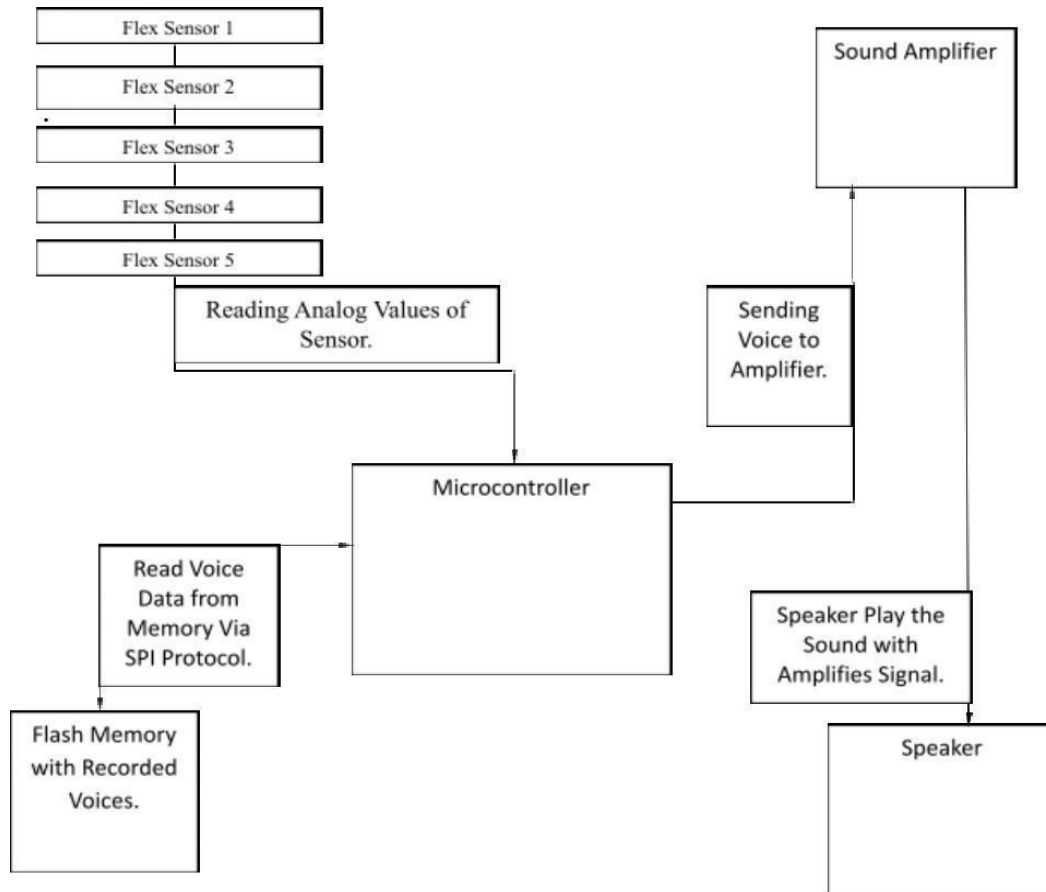 Flex Sensor 1
Flex Sensor 2
Flex Sensor 3
Flex Sensor 4
Flex Sensor 5
Reading Analog Values of
Sensor.
Sound Amplifier
Sending
Voice to
Amplifier.
Microcontroller
Read Voice
Data from
Memory Via
SPI Protocol.
Flash Memory
with Recorded
Voices.
Speaker Play the
Sound with
Amplifies Signal.
Speaker